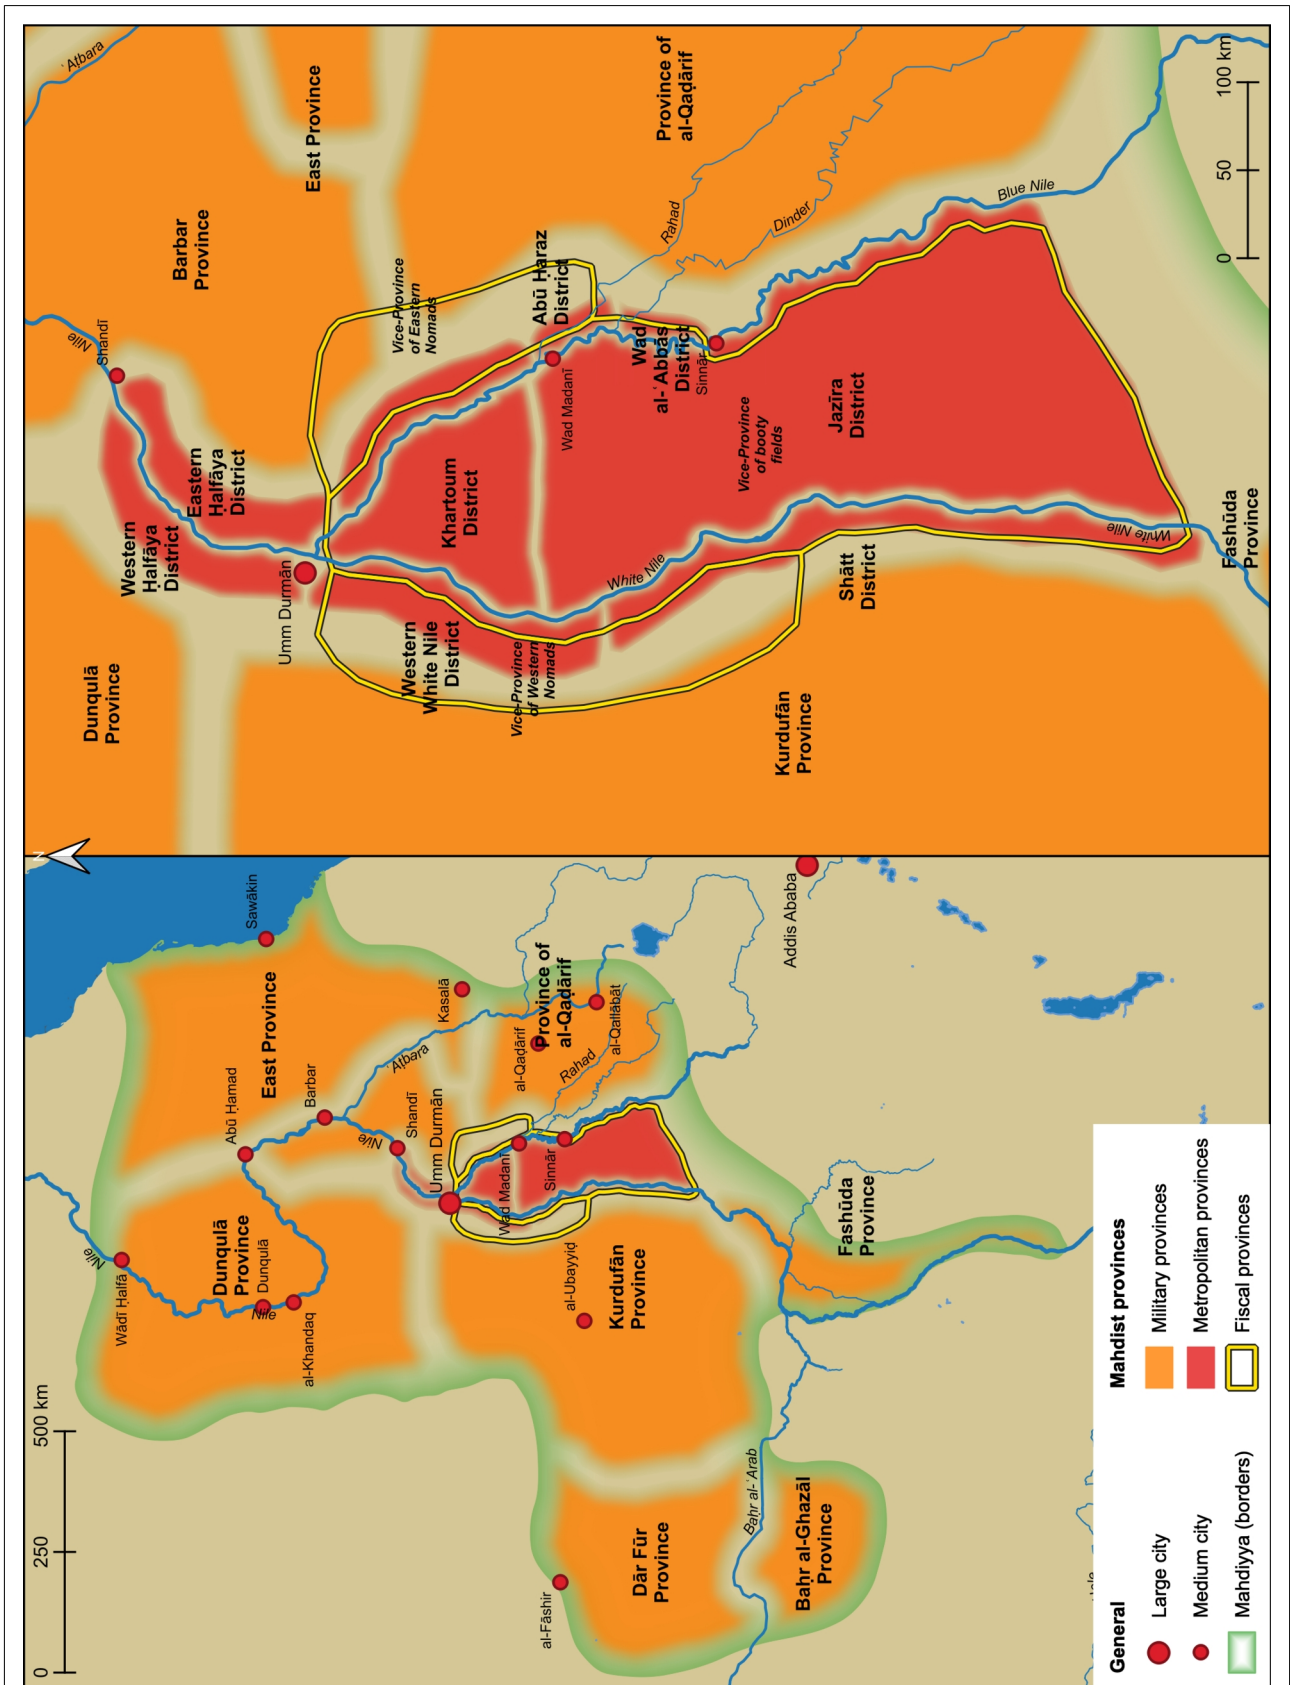 0
250
500 km
Nile
Wādī Ḥalfā
Dunqulā
Province
Dunqulā
Nile
al-Khandaq
Abū Ḥamad
East Province
Sawākin
Barbar
ʿAṭbara
Nile
Shandī
Umm Durmān
Kasalā
Province of
al-Qaḍārif
al-Qaḍārif
al-Qallābāt
Rahad
Wad Madanī
Sinnār
al-Ubayyiḍ
Kurdufān
Province
al-Fāshir
Dār Fūr
Province
Baḥr al-ʿArab
Baḥr al-Ghazāl
Province
Fashūda
Province
Addis Ababa
General
Large city
Medium city
Mahdiyya (borders)
Mahdist provinces
Military provinces
Metropolitan provinces
Fiscal provinces
N
Dunqulā
Province
Nile
Shandī
Barbar
Province
ʿAṭbara
East Province
Western
Ḥalfāya
District
Eastern
Ḥalfāya
District
Umm Durmān
Vice-Province
of Eastern
Nomads
Khartoum
District
Western
White Nile
District
Vice-Province
of Western
Nomads
Abū Ḥaraz
District
Wad Madanī
Province of
al-Qaḍārif
Rahad
Dinder
Wad
al-ʿAbbās
District
Sinnār
White Nile
Vice-Province
of booty
fields
Jazīra
District
Shātt
District
Kurdufān
Province
Blue Nile
White Nile
Fashūda
Province
0
50
100 km